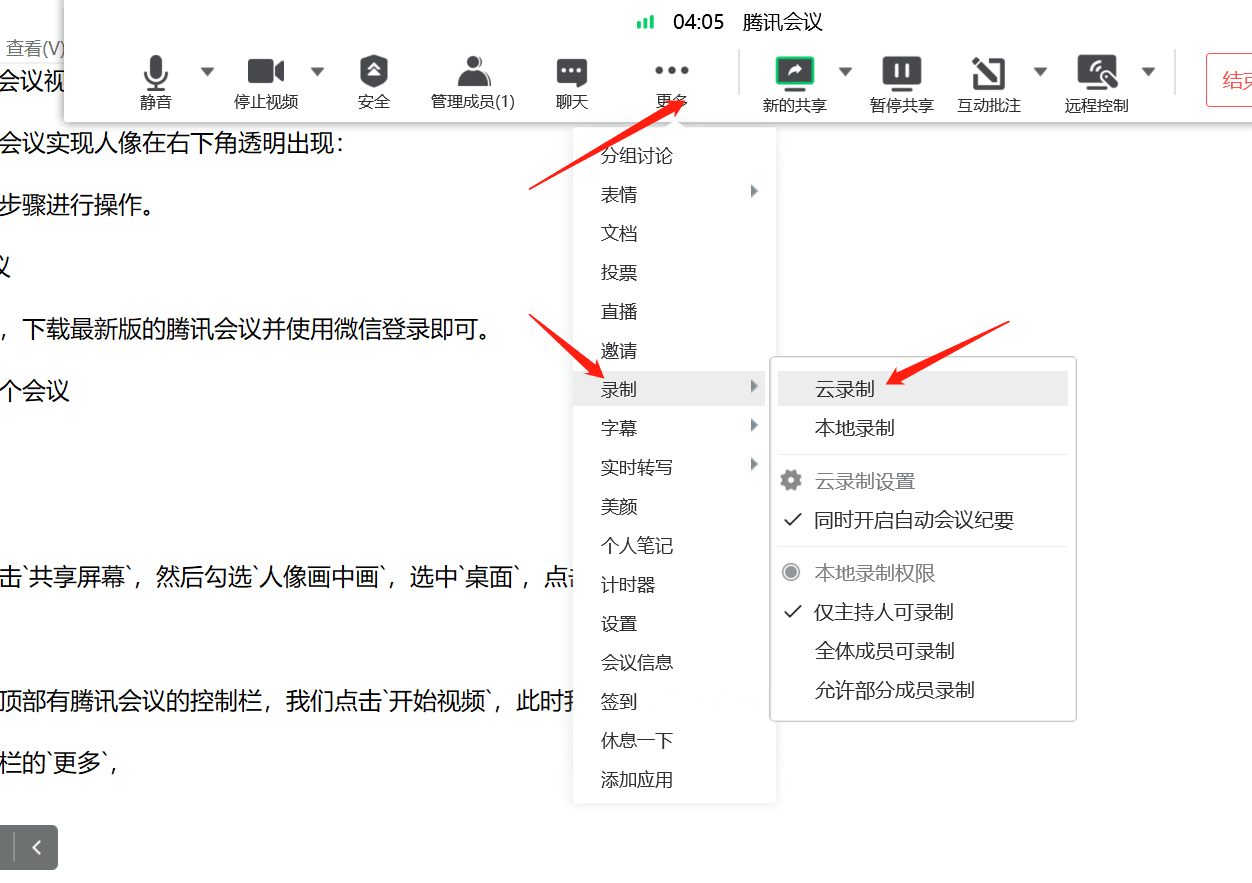 04:05 腾讯会议
查看(V)
静音
停止视频
安全
管理成员(1)
聊天
更多
新的共享
暂停共享
互动批注
远程控制
会议视
会议实现人像在右下角透明出现：
步骤进行操作。
议
，下载最新版的腾讯会议并使用微信登录即可。
个会议
击`共享屏幕`，然后勾选`人像画中画`，选中`桌面`，点
顶部有腾讯会议的控制栏，我们点击`开始视频`，此时
栏的`更多`，
分组讨论
表情
文档
投票
直播
邀请
录制
字幕
实时转写
美颜
个人笔记
计时器
设置
会议信息
签到
休息一下
添加应用
云录制
本地录制
云录制设置
同时开启自动会议纪要
本地录制权限
仅主持人可录制
全体成员可录制
允许部分成员录制